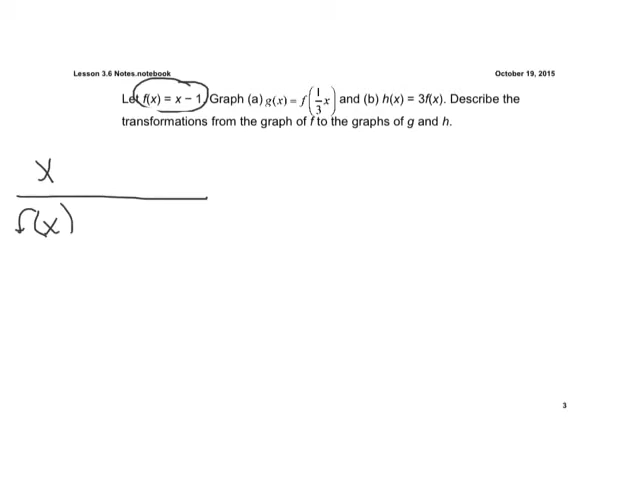 Lesson 3.6 Notes.notebook October 19, 2015
Let f(x) = x − 1. Graph (a) g(x) = f(1/3 x) and (b) h(x) = 3f(x). Describe the
transformations from the graph of f to the graphs of g and h.
x
f(x)
3